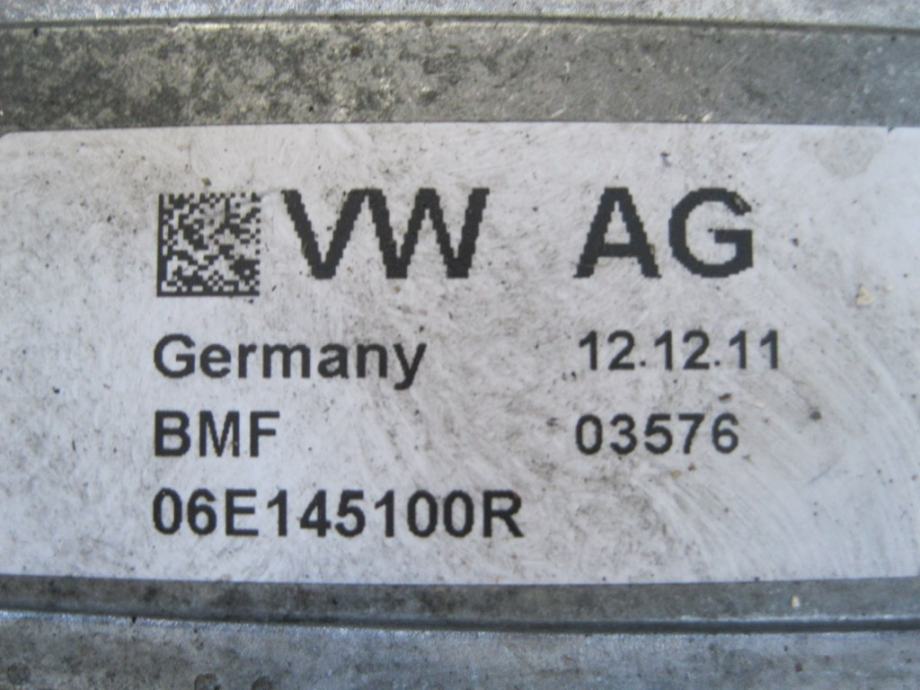 VW AG
Germany 12.12.11
BMF 03576
06E145100R